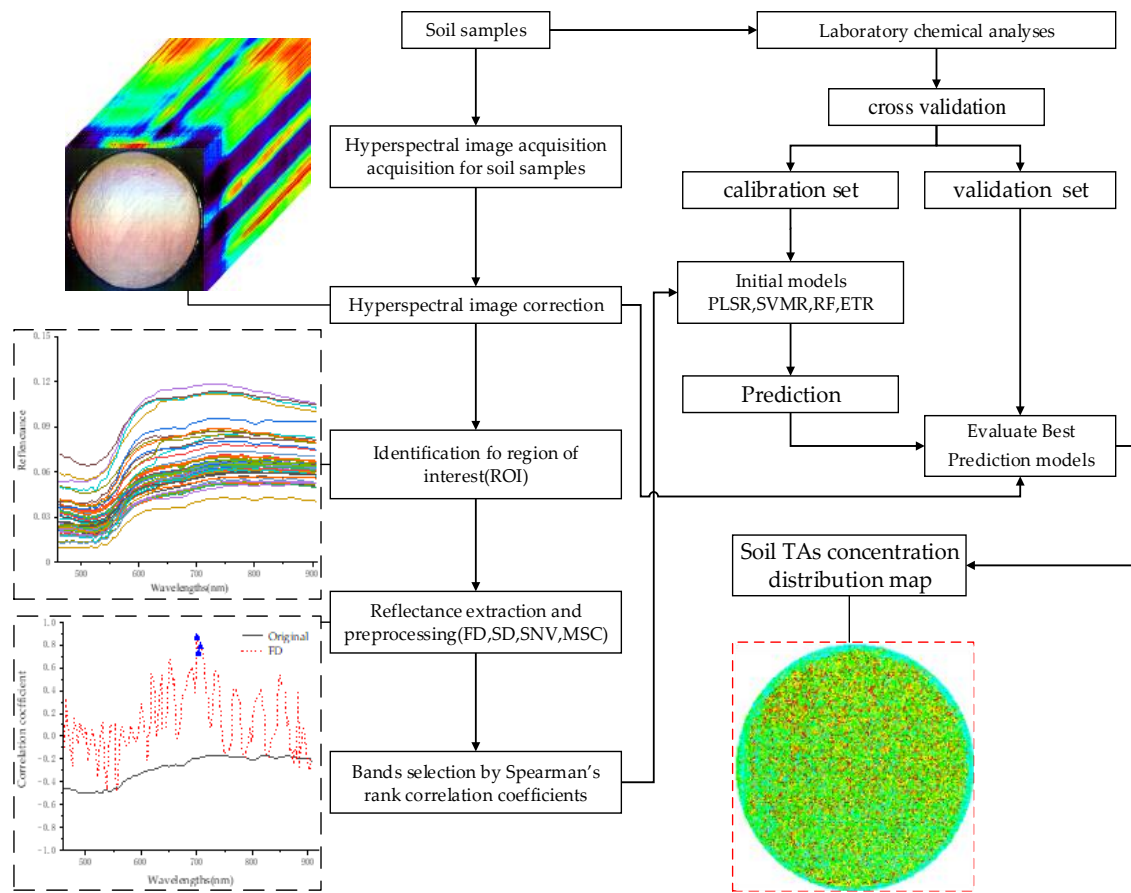 Soil samples
Laboratory chemical analyses
cross validation
Hyperspectral image acquisition
acquisition for soil samples
calibration set
validation set
Initial models
PLSR,SVMR,RF,ETR
Hyperspectral image correction
Prediction
Evaluate Best
Prediction models
Identification fo region of
interest(ROI)
Soil TAs concentration
distribution map
Reflectance extraction and
preprocessing(FD,SD,SNV,MSC)
Bands selection by Spearman's
rank correlation coefficients
0.15
0.12
0.09
0.06
0.03
0
Reflectance
500
600
700
800
900
Wavelengths(nm)
1.0
0.8
0.6
0.4
0.2
0.0
-0.2
-0.4
-0.6
-0.8
-1.0
Correlation coefficient
Original
FD
500
600
700
800
900
Wavelengths(nm)